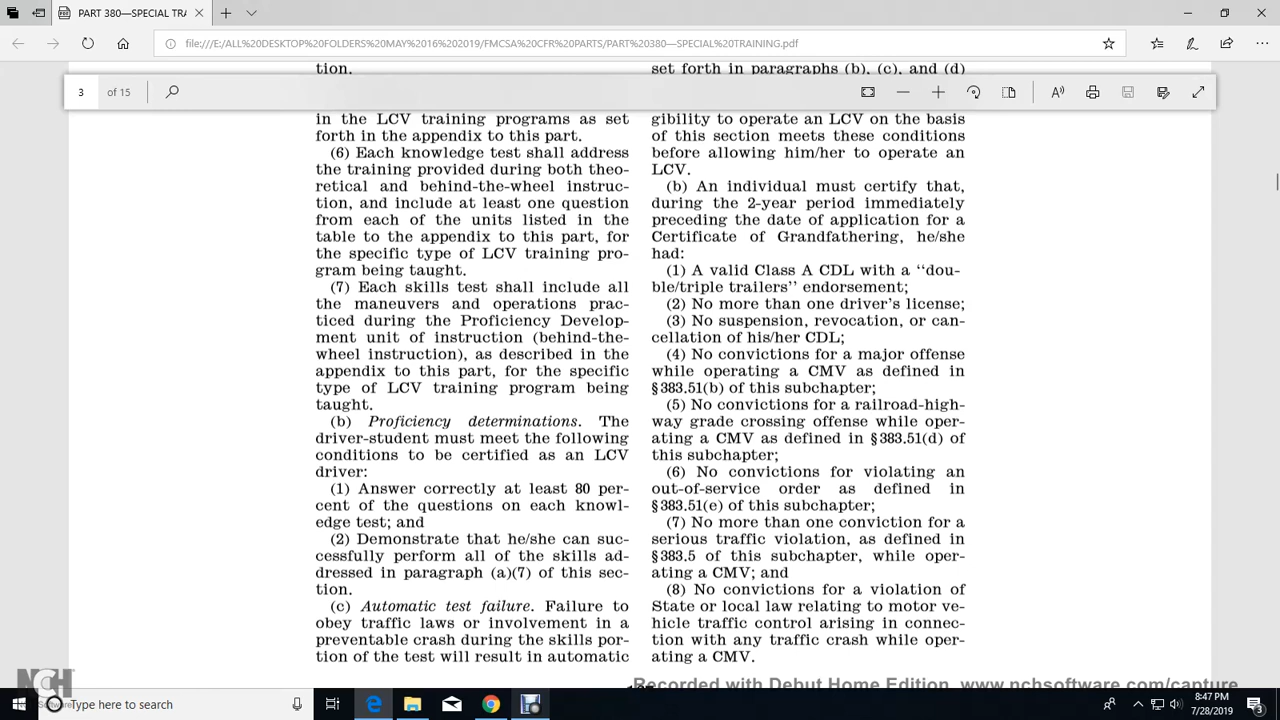 PART 380—SPECIAL TRA
file:///E:/ALL%20DESKTOP%20FOLDERS%20MAY%2016%202019/FMCSA%20CFR%20PARTS/PART%20380—SPECIAL%20TRAINING.pdf
3 of 15
tion.
in the LCV training programs as set
forth in the appendix to this part.
(6) Each knowledge test shall address
the training provided during both theo-
retical and behind-the-wheel instruc-
tion, and include at least one question
from each of the units listed in the
table to the appendix to this part, for
the specific type of LCV training pro-
gram being taught.
(7) Each skills test shall include all
the maneuvers and operations prac-
ticed during the Proficiency Develop-
ment unit of instruction (behind-the-
wheel instruction), as described in the
appendix to this part, for the specific
type of LCV training program being
taught.
(b) Proficiency determinations. The
driver-student must meet the following
conditions to be certified as an LCV
driver:
(1) Answer correctly at least 80 per-
cent of the questions on each knowl-
edge test; and
(2) Demonstrate that he/she can suc-
cessfully perform all of the skills ad-
dressed in paragraph (a)(7) of this sec-
tion.
(c) Automatic test failure. Failure to
obey traffic laws or involvement in a
preventable crash during the skills por-
tion of the test will result in automatic
set forth in paragraphs (b), (c), and (d)
gibility to operate an LCV on the basis
of this section meets these conditions
before allowing him/her to operate an
LCV.
(b) An individual must certify that,
during the 2-year period immediately
preceding the date of application for a
Certificate of Grandfathering, he/she
had:
(1) A valid Class A CDL with a ‘‘dou-
ble/triple trailers’’ endorsement;
(2) No more than one driver's license;
(3) No suspension, revocation, or can-
cellation of his/her CDL;
(4) No convictions for a major offense
while operating a CMV as defined in
§383.51(b) of this subchapter;
(5) No convictions for a railroad-high-
way grade crossing offense while oper-
ating a CMV as defined in §383.51(d) of
this subchapter;
(6) No convictions for violating an
out-of-service order as defined in
§383.51(e) of this subchapter;
(7) No more than one conviction for a
serious traffic violation, as defined in
§383.5 of this subchapter, while oper-
ating a CMV; and
(8) No convictions for a violation of
State or local law relating to motor ve-
hicle traffic control arising in connec-
tion with any traffic crash while oper-
ating a CMV.
NCH
Recorded with Debut Home Edition www.nchsoftware.com/capture
Type here to search
8:47 PM
7/28/2019
3